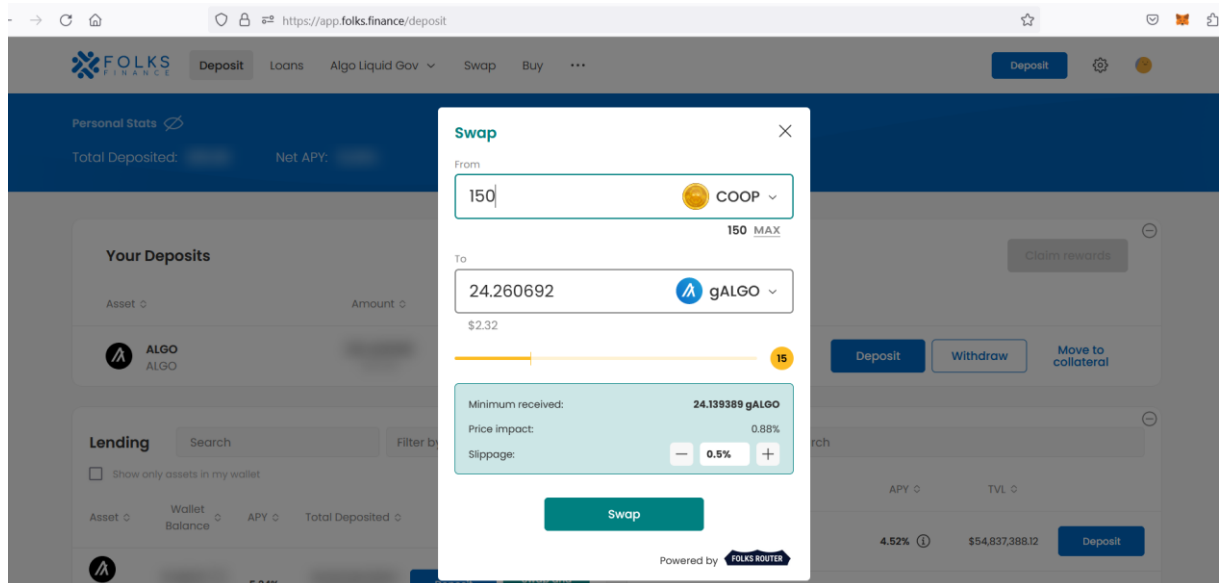 https://app.folks.finance/deposit
FOLKS
FINANCE
Deposit
Loans
Algo Liquid Gov
Swap
Buy
Deposit
Personal Stats
Total Deposited:
Net APY:
Swap
From
150
COOP
150 MAX
To
24.260692
gALGO
$2.32
15
Minimum received:
24.139389 gALGO
Price impact:
0.88%
Slippage:
0.5%
Swap
Powered by
FOLKS ROUTER
Your Deposits
Claim rewards
Asset
Amount
ALGO
ALGO
Deposit
Withdraw
Move to
collateral
Lending
Search
Filter by
rch
Show only assets in my wallet
Asset
Wallet
Balance
APY
Total Deposited
APY
TVL
4.52%
$54,837,388.12
Deposit